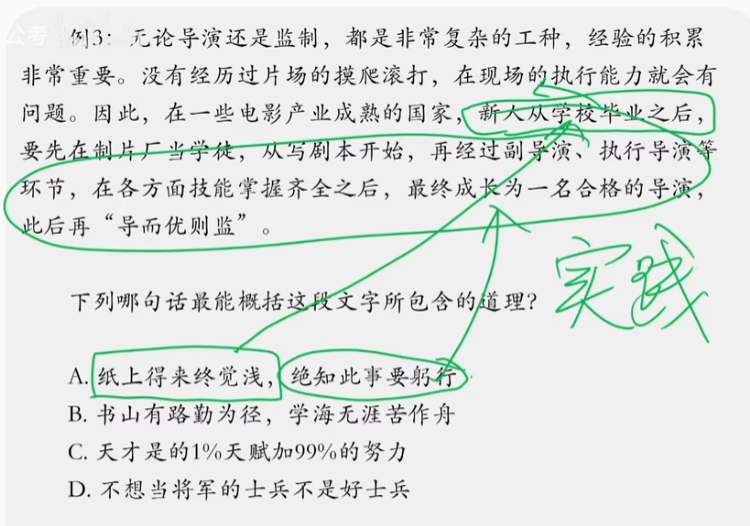 公考
例3：无论导演还是监制，都是非常复杂的工种，经验的积累
非常重要。没有经历过片场的摸爬滚打，在现场的执行能力就会有
问题。因此，在一些电影产业成熟的国家，新人从学校毕业之后，
要先在制片厂当学徒，从写剧本开始，再经过副导演、执行导演等
环节，在各方面技能掌握齐全之后，最终成长为一名合格的导演，
此后再“导而优则监”。
实践
下列哪句话最能概括这段文字所包含的道理？
A. 纸上得来终觉浅，绝知此事要躬行
B. 书山有路勤为径，学海无涯苦作舟
C. 天才是的1%天赋加99%的努力
D. 不想当将军的士兵不是好士兵